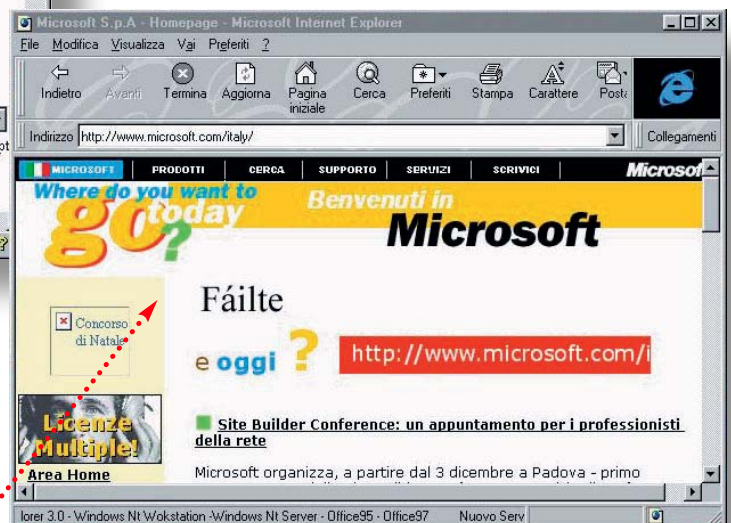 Microsoft S.p.A - Homepage - Microsoft Internet Explorer
File Modifica Visualizza Vai Preferiti ?
Indietro Avanti Termina Aggiorna Pagina iniziale Cerca Preferiti Stampa Carattere Posta
Indirizzo http://www.microsoft.com/italy/ Collegamenti
MICROSOFT PRODOTTI CERCA SUPPORTO SERVIZI SCRIVICI Microsof
Where do you want to
go today?
Benvenuti in
Microsoft
Concorso
di Natale
Fáilte
e oggi ? http://www.microsoft.com/i
Licenze
Multiple!
Area Home
Site Builder Conference: un appuntamento per i professionisti
della rete
Microsoft organizza, a partire dal 3 dicembre a Padova - primo
lorer 3.0 - Windows Nt Wokstation -Windows Nt Server - Office95 - Office97 Nuovo Serv